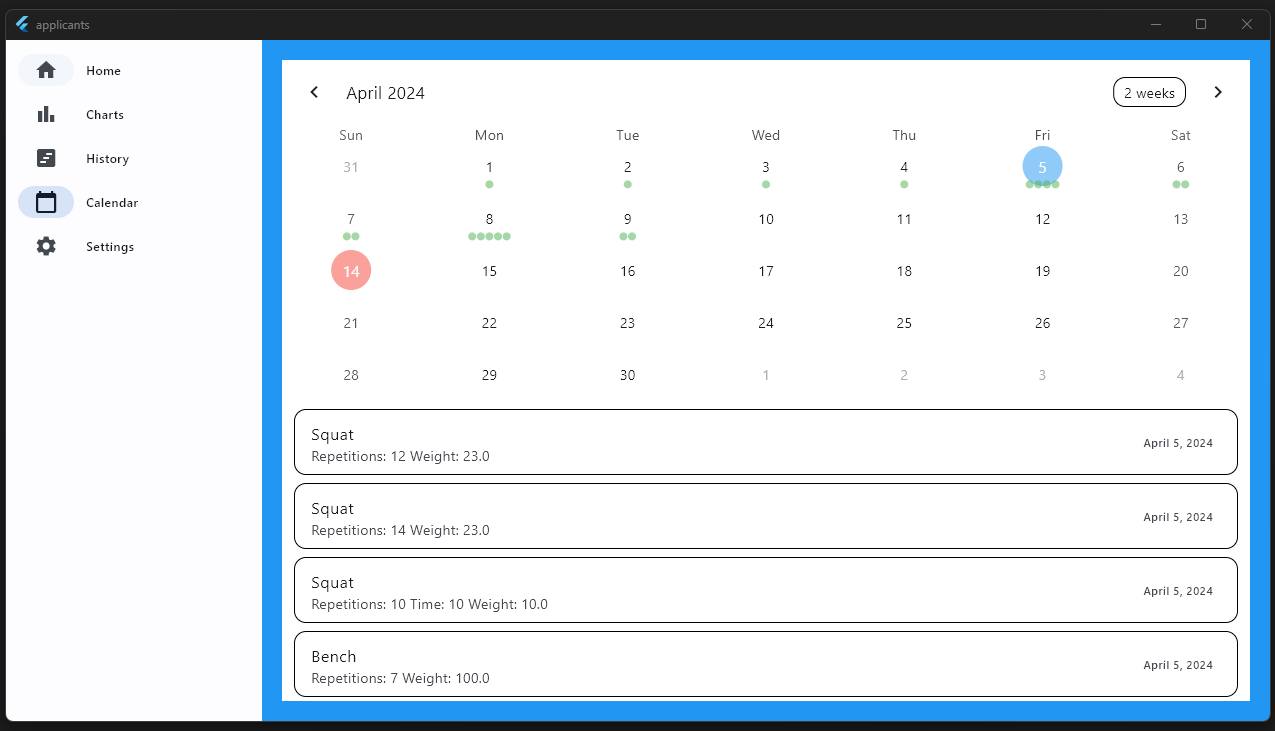 applicants
Home
Charts
History
Calendar
Settings
April 2024
2 weeks
Sun Mon Tue Wed Thu Fri Sat
31 1 2 3 4 5 6
7 8 9 10 11 12 13
14 15 16 17 18 19 20
21 22 23 24 25 26 27
28 29 30 1 2 3 4
Squat
Repetitions: 12 Weight: 23.0
April 5, 2024
Squat
Repetitions: 14 Weight: 23.0
April 5, 2024
Squat
Repetitions: 10 Time: 10 Weight: 10.0
April 5, 2024
Bench
Repetitions: 7 Weight: 100.0
April 5, 2024